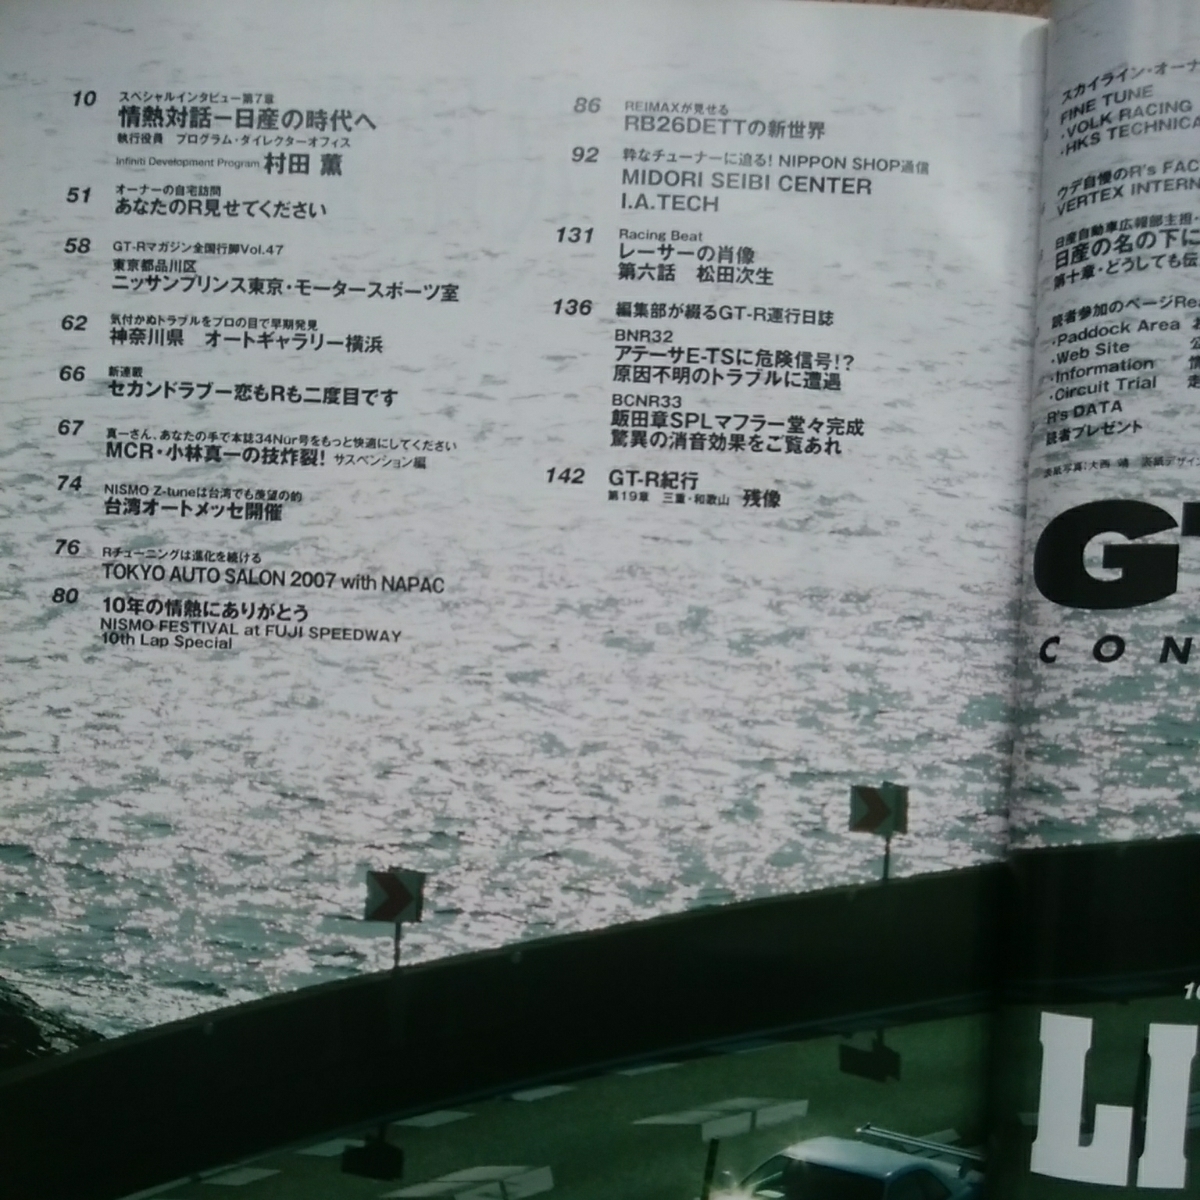 10 スペシャルインタビュー第7章
情熱対話ー日産の時代へ
執行役員 プログラム・ダイレクターオフィス
Infiniti Development Program 村田 薫
51 オーナーの自宅訪問
あなたのR見せてください
58 GT-Rマガジン全国行脚Vol.47
東京都品川区
ニッサンプリンス東京・モータースポーツ室
62 気付かぬトラブルをプロの目で早期発見
神奈川県 オートギャラリー横浜
66 新連載
セカンドラブー恋もRも二度目です
67 真一さん、あなたの手で本誌34Nür号をもっと快適にしてください
MCR・小林真一の技炸裂! サスペンション編
74 NISMO Z-tuneは台湾でも羨望の的
台湾オートメッセ開催
76 Rチューニングは進化を続ける
TOKYO AUTO SALON 2007 with NAPAC
80 10年の情熱にありがとう
NISMO FESTIVAL at FUJI SPEEDWAY
10th Lap Special
86 REIMAXが見せる
RB26DETTの新世界
92 粋なチューナーに迫る! NIPPON SHOP通信
MIDORI SEIBI CENTER
I.A.TECH
131 Racing Beat
レーサーの肖像
第六話 松田次生
136 編集部が綴るGT-R運行日誌
BNR32
アテーサE-TSに危険信号!?
原因不明のトラブルに遭遇
BCNR33
飯田章SPLマフラー堂々完成
驚異の消音効果をご覧あれ
142 GT-R紀行
第19章 三重・和歌山 残像
スカイライン・オーナ
FINE TUNE
・VOLK RACING
・HKS TECHNICA
ウデ自慢のR's FAC
VERTEX INTERN
日産自動車広報部主推
日産の名の下に
第十章・どうしても伝
読者参加のページRe
・Paddock Area
・Web Site
・Information
・Circuit Trial 走
R's DATA
読者プレゼント
表紙写真:大西 靖 表紙デザイン
G
CON
LI